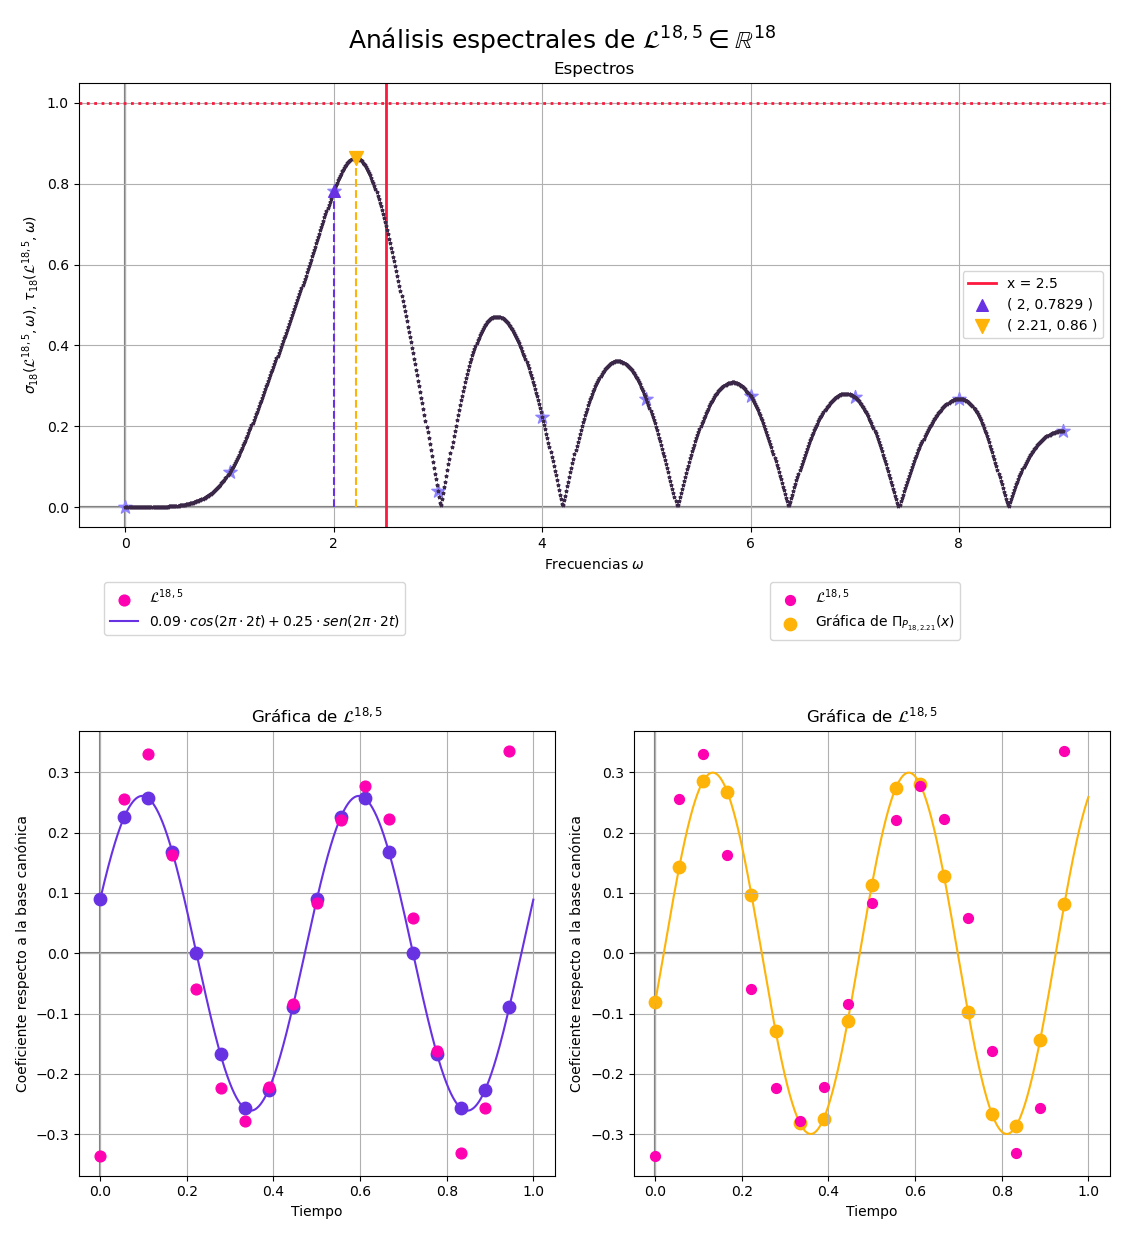 Análisis espectrales de $\mathcal{L}^{18,5} \in \mathbb{R}^{18}$
Espectros
1.0
0.8
0.6
0.4
0.2
0.0
$\sigma_{18}(\mathcal{L}^{18,5}, \omega), \tau_{18}(\mathcal{L}^{18,5}, \omega)$
x = 2.5
( 2, 0.7829 )
( 2.21, 0.86 )
0 2 4 6 8
Frecuencias ω
$\mathcal{L}^{18,5}$
$0.09 \cdot cos(2\pi \cdot 2t) + 0.25 \cdot sen(2\pi \cdot 2t)$
$\mathcal{L}^{18,5}$
Gráfica de $\Pi_{P_{18,2.21}}(x)$
Gráfica de $\mathcal{L}^{18,5}$
0.3
0.2
0.1
0.0
−0.1
−0.2
−0.3
Coeficiente respecto a la base canónica
0.0 0.2 0.4 0.6 0.8 1.0
Tiempo
Gráfica de $\mathcal{L}^{18,5}$
0.3
0.2
0.1
0.0
−0.1
−0.2
−0.3
Coeficiente respecto a la base canónica
0.0 0.2 0.4 0.6 0.8 1.0
Tiempo